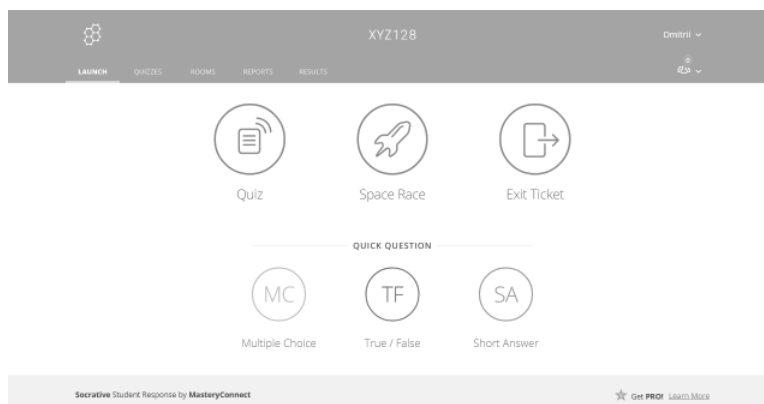 XYZ128
Dmitrii
LAUNCH QUIZZES ROOMS REPORTS RESULTS
0
Quiz Space Race Exit Ticket
QUICK QUESTION
MC TF SA
Multiple Choice True / False Short Answer
Socrative Student Response by MasteryConnect Get PRO! Learn More